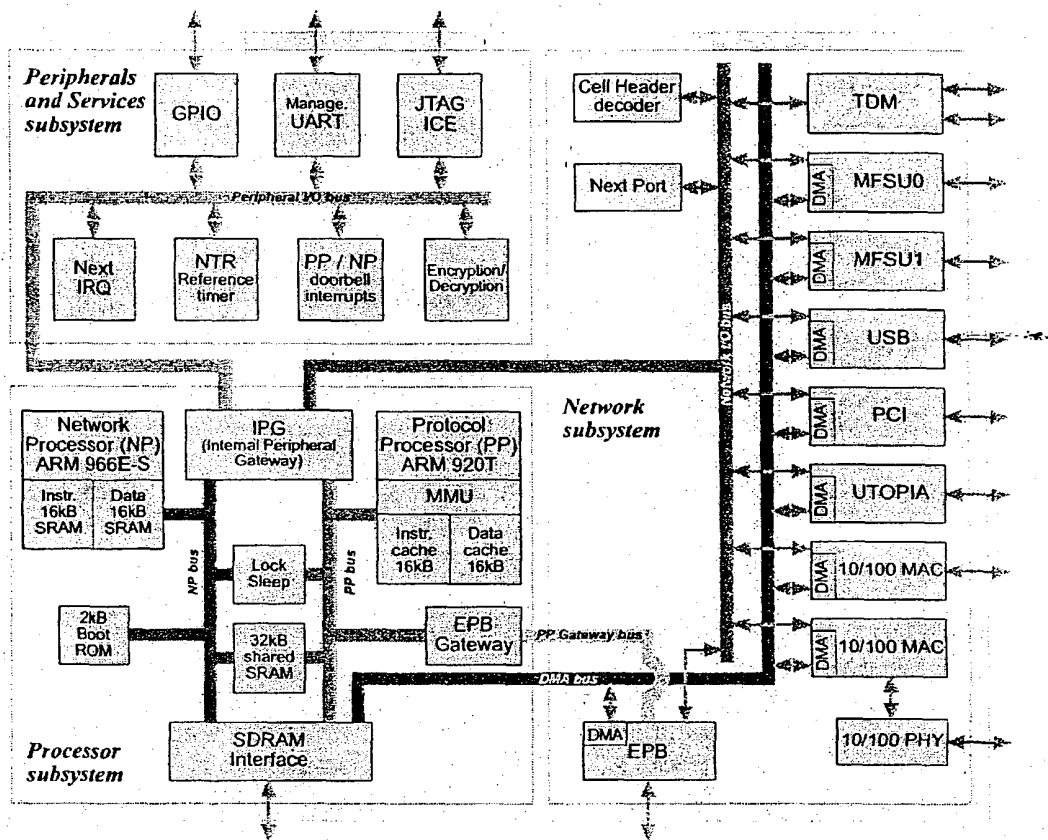 Peripherals
and Services
subsystem
GPIO
Manage.
UART
JTAG
ICE
Peripheral I/O bus
Next
IRQ
NTR
Reference
timer
PP / NP
doorbell
interrupts
Encryption/
Decryption
Cell Header
decoder
Next Port
Network I/O bus
TDM
DMA
MFSU0
DMA
MFSU1
DMA
USB
DMA
PCI
DMA
UTOPIA
DMA
10/100 MAC
DMA
10/100 MAC
10/100 PHY
Network
subsystem
Network
Processor (NP)
ARM 966E-S
Instr.
16kB
SRAM
Data
16kB
SRAM
IPG
(Internal Peripheral
Gateway)
Protocol
Processor (PP)
ARM 920T
MMU
Instr.
cache
16kB
Data
cache
16kB
NP bus
Lock
Sleep
PP bus
2kB
Boot
ROM
32kB
shared
SRAM
EPB
Gateway
PP Gateway bus
DMA bus
SDRAM
Interface
DMA
EPB
Processor
subsystem